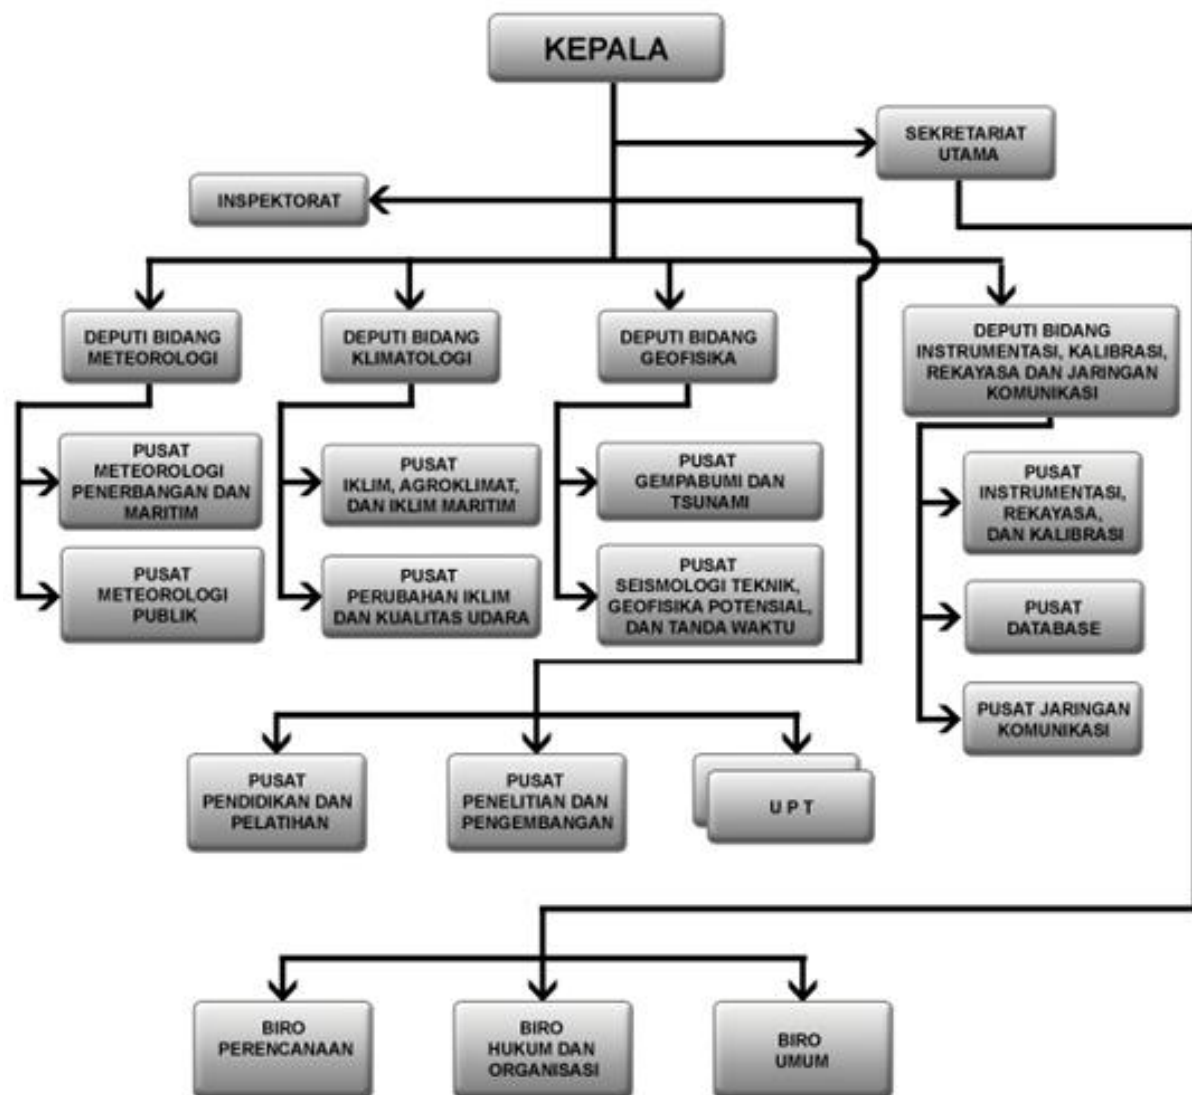 KEPALA
SEKRETARIAT
UTAMA
INSPEKTORAT
DEPUTI BIDANG
METEOROLOGI
DEPUTI BIDANG
KLIMATOLOGI
DEPUTI BIDANG
GEOFISIKA
DEPUTI BIDANG
INSTRUMENTASI, KALIBRASI,
REKAYASA DAN JARINGAN
KOMUNIKASI
PUSAT
METEOROLOGI
PENERBANGAN DAN
MARITIM
PUSAT
IKLIM, AGROKLIMAT,
DAN IKLIM MARITIM
PUSAT
GEMPABUMI DAN
TSUNAMI
PUSAT
INSTRUMENTASI,
REKAYASA,
DAN KALIBRASI
PUSAT
METEOROLOGI
PUBLIK
PUSAT
PERUBAHAN IKLIM
DAN KUALITAS UDARA
PUSAT
SEISMOLOGI TEKNIK,
GEOFISIKA POTENSIAL,
DAN TANDA WAKTU
PUSAT
DATABASE
PUSAT JARINGAN
KOMUNIKASI
PUSAT
PENDIDIKAN DAN
PELATIHAN
PUSAT
PENELITIAN DAN
PENGEMBANGAN
U P T
BIRO
PERENCANAAN
BIRO
HUKUM DAN
ORGANISASI
BIRO
UMUM